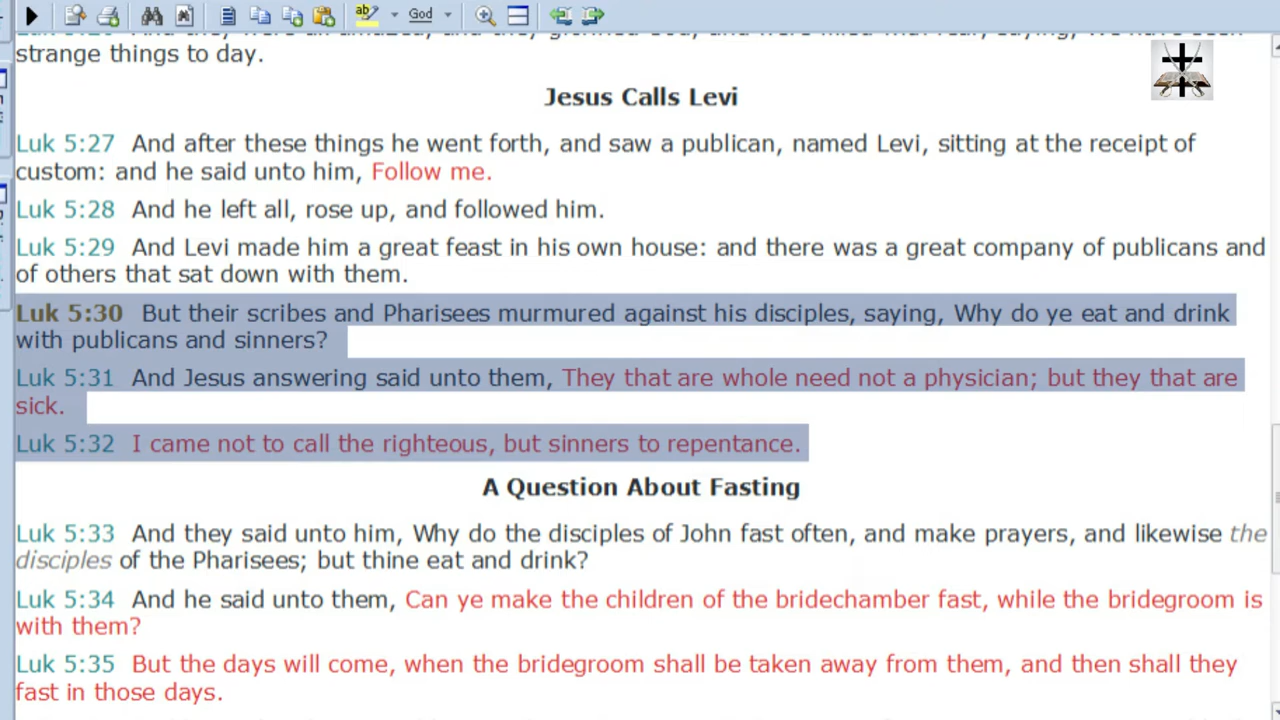 ab
God
strange things to day.
Jesus Calls Levi
Luk 5:27 And after these things he went forth, and saw a publican, named Levi, sitting at the receipt of
custom: and he said unto him, Follow me.
Luk 5:28 And he left all, rose up, and followed him.
Luk 5:29 And Levi made him a great feast in his own house: and there was a great company of publicans and
of others that sat down with them.
Luk 5:30 But their scribes and Pharisees murmured against his disciples, saying, Why do ye eat and drink
with publicans and sinners?
Luk 5:31 And Jesus answering said unto them, They that are whole need not a physician; but they that are
sick.
Luk 5:32 I came not to call the righteous, but sinners to repentance.
A Question About Fasting
Luk 5:33 And they said unto him, Why do the disciples of John fast often, and make prayers, and likewise the
disciples of the Pharisees; but thine eat and drink?
Luk 5:34 And he said unto them, Can ye make the children of the bridechamber fast, while the bridegroom is
with them?
Luk 5:35 But the days will come, when the bridegroom shall be taken away from them, and then shall they
fast in those days.